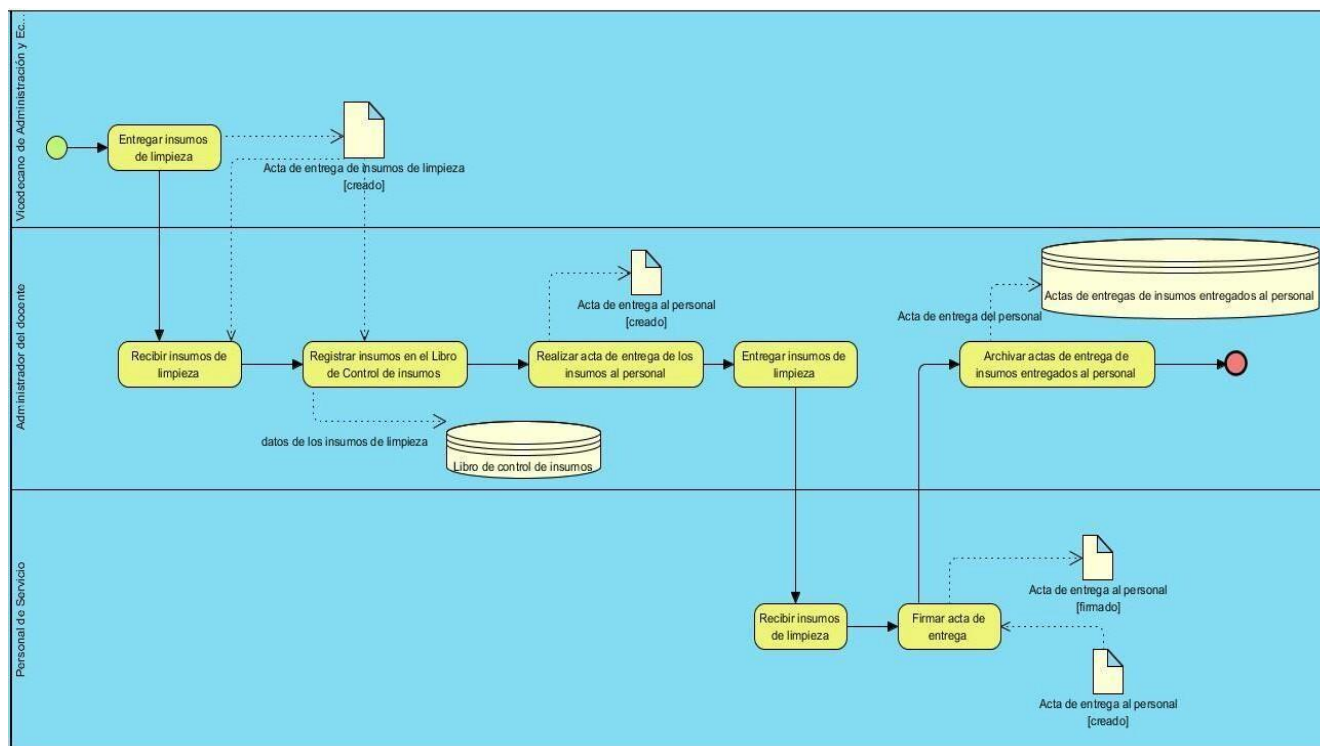 Vicedecano de Administración y Ec...
Entregar insumos
de limpieza
Acta de entrega de insumos de limpieza
[creado]
Administrador del docente
Recibir insumos de
limpieza
Registrar insumos en el Libro
de Control de insumos
datos de los insumos de limpieza
Libro de control de insumos
Acta de entrega al personal
[creado]
Realizar acta de entrega de los
insumos al personal
Entregar insumos de
limpieza
Actas de entregas de insumos entregados al personal
Acta de entrega del personal
Archivar actas de entrega de
insumos entregados al personal
Personal de Servicio
Recibir insumos
de limpieza
Firmar acta de
entrega
Acta de entrega al personal
[firmado]
Acta de entrega al personal
[creado]